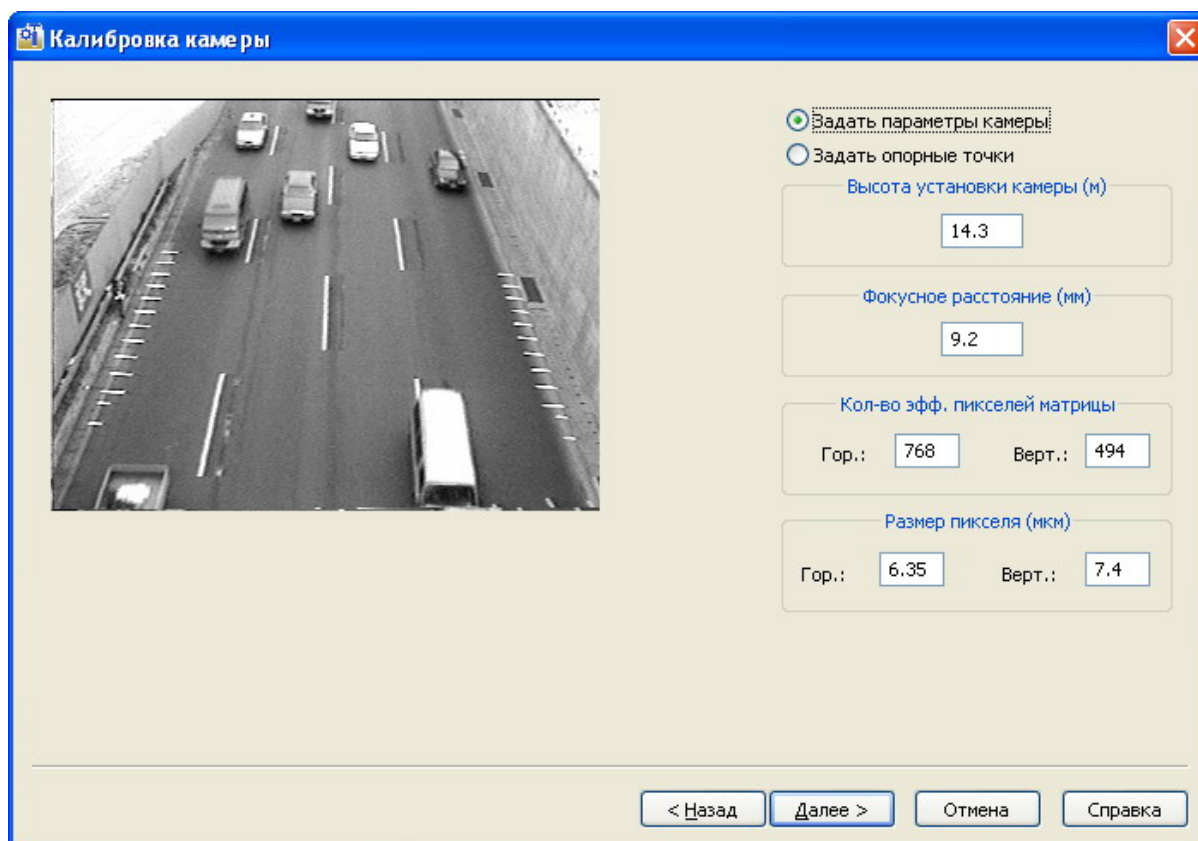 Калибровка камеры
Задать параметры камеры
Задать опорные точки
Высота установки камеры (м)
14.3
Фокусное расстояние (мм)
9.2
Кол-во эфф. пикселей матрицы
Гор.: 768 Верт.: 494
Размер пикселя (мкм)
Гор.: 6.35 Верт.: 7.4
< Назад Далее > Отмена Справка